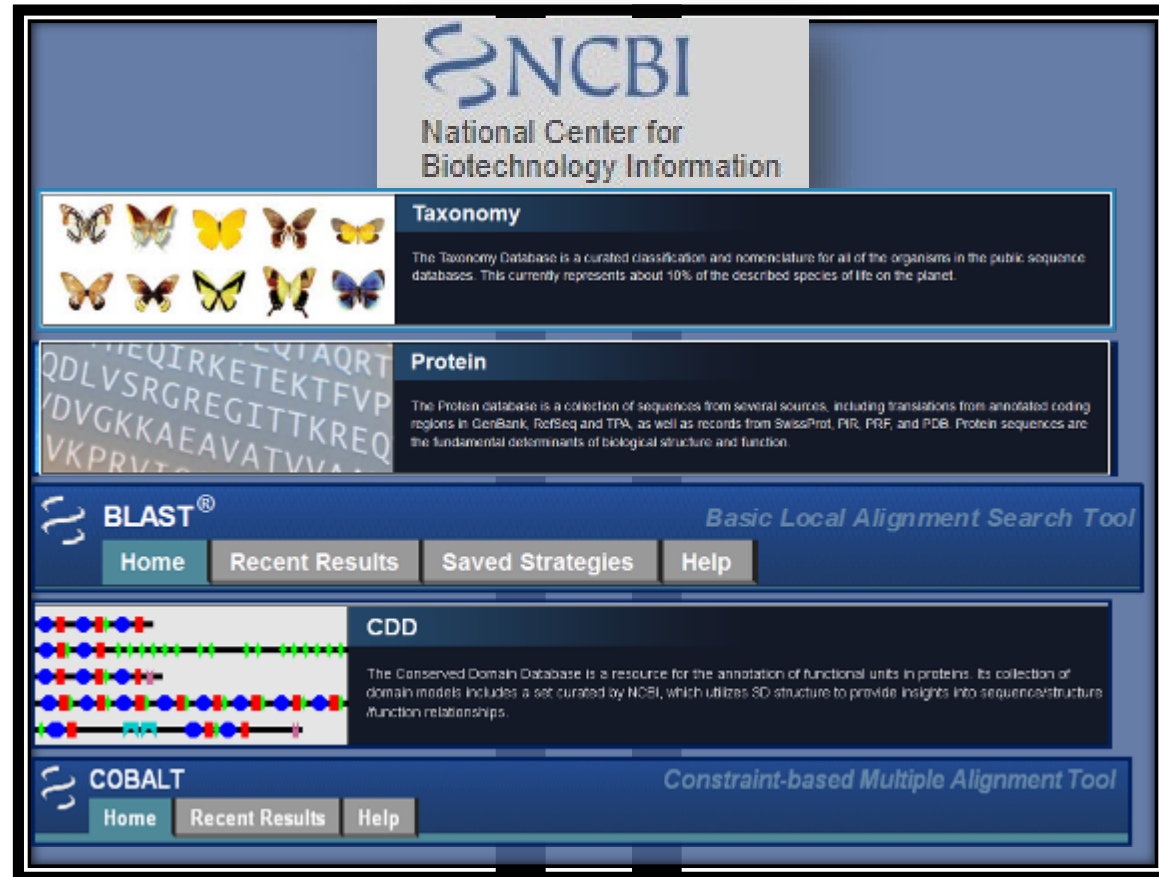 NCBI
National Center for
Biotechnology Information
Taxonomy
The Taxonomy Database is a curated classification and nomenclature for all of the organisms in the public sequence
databases. This currently represents about 10% of the described species of life on the planet.
QDLVSRGREGITTKREQ
Protein
The Protein database is a collection of sequences from several sources, including translations from annotated coding
regions in GenBank, RefSeq and TPA, as well as records from SwissProt, PIR, PRF, and PDB. Protein sequences are
the fundamental determinants of biological structure and function.
BLAST®
Basic Local Alignment Search Tool
Home Recent Results Saved Strategies Help
CDD
The Conserved Domain Database is a resource for the annotation of functional units in proteins. Its collection of
domain models includes a set curated by NCBI, which utilizes 3D structure to provide insights into sequence/structure
/function relationships.
COBALT
Constraint-based Multiple Alignment Tool
Home Recent Results Help